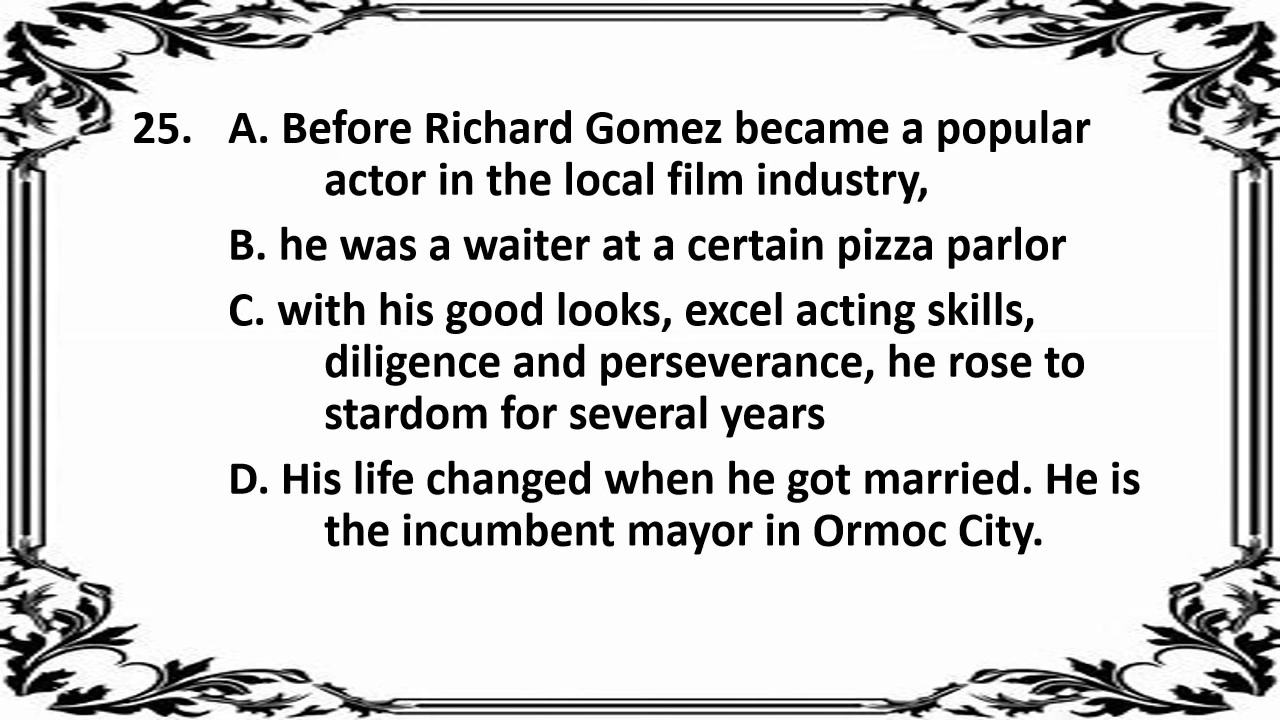 25. A. Before Richard Gomez became a popular
actor in the local film industry,
B. he was a waiter at a certain pizza parlor
C. with his good looks, excel acting skills,
diligence and perseverance, he rose to
stardom for several years
D. His life changed when he got married. He is
the incumbent mayor in Ormoc City.